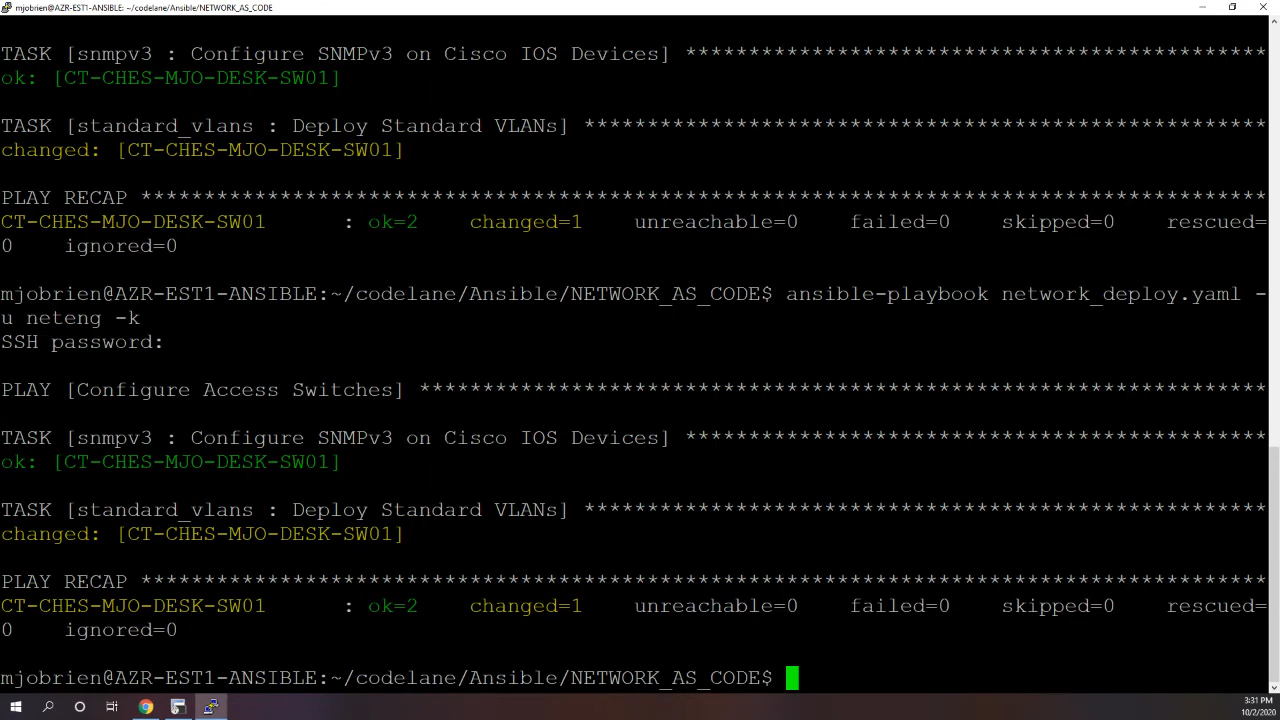 mjobrien@AZR-EST1-ANSIBLE: ~/codelane/Ansible/NETWORK_AS_CODE
TASK [snmpv3 : Configure SNMPv3 on Cisco IOS Devices] **********************************************
ok: [CT-CHES-MJO-DESK-SW01]
TASK [standard_vlans : Deploy Standard VLANs] ******************************************************
changed: [CT-CHES-MJO-DESK-SW01]
PLAY RECAP *****************************************************************************************
CT-CHES-MJO-DESK-SW01      : ok=2    changed=1    unreachable=0    failed=0    skipped=0    rescued=
0    ignored=0
mjobrien@AZR-EST1-ANSIBLE:~/codelane/Ansible/NETWORK_AS_CODE$ ansible-playbook network_deploy.yaml -
u neteng -k
SSH password:
PLAY [Configure Access Switches] *******************************************************************
TASK [snmpv3 : Configure SNMPv3 on Cisco IOS Devices] **********************************************
ok: [CT-CHES-MJO-DESK-SW01]
TASK [standard_vlans : Deploy Standard VLANs] ******************************************************
changed: [CT-CHES-MJO-DESK-SW01]
PLAY RECAP *****************************************************************************************
CT-CHES-MJO-DESK-SW01      : ok=2    changed=1    unreachable=0    failed=0    skipped=0    rescued=
0    ignored=0
mjobrien@AZR-EST1-ANSIBLE:~/codelane/Ansible/NETWORK_AS_CODE$
3:31 PM
10/2/2020